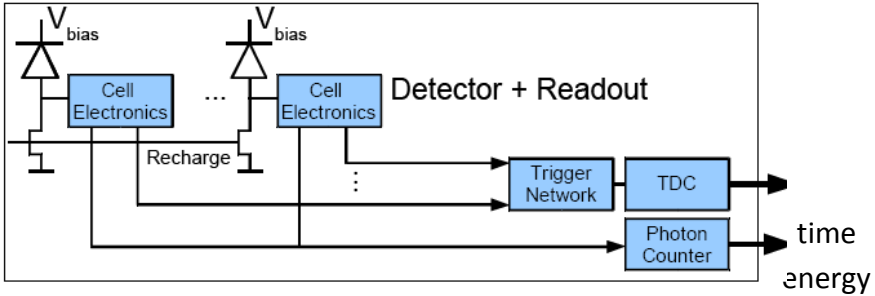 V bias
V bias
Cell
Electronics
...
Cell
Electronics
Detector + Readout
Recharge
...
Trigger
Network
TDC
Photon
Counter
time
energy